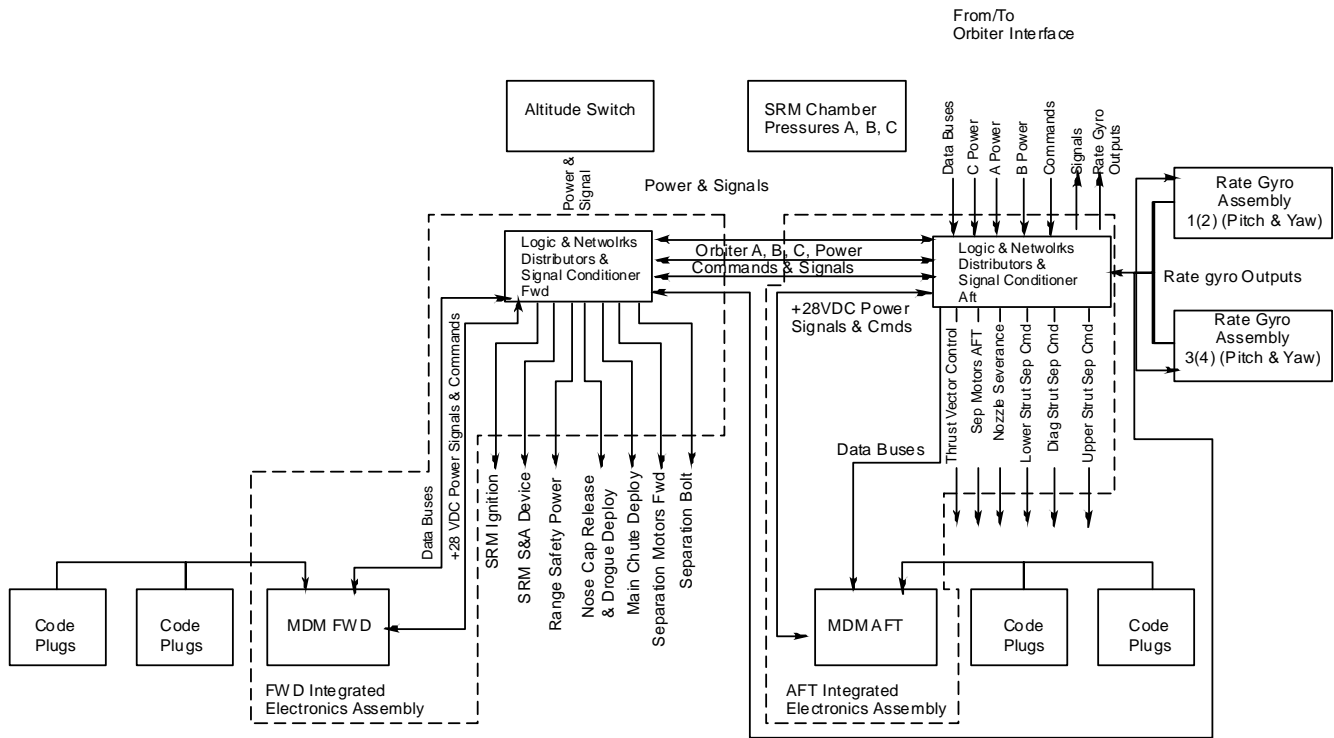 From/To
Orbiter Interface
Altitude Switch
SRM Chamber
Pressures A, B, C
Power &
Signal
Power & Signals
Data Buses
C Power
A Power
B Power
Commands
Signals
Rate Gyro
Outputs
Rate Gyro
Assembly
1(2) (Pitch & Yaw)
Logic & Netwolrks
Distributors &
Signal Conditioner
Fwd
Orbiter A, B, C, Power
Commands & Signals
Logic & Netwolrks
Distributors &
Signal Conditioner
Aft
Rate gyro Outputs
+28VDC Power
Signals & Cmds
Rate Gyro
Assembly
3(4) (Pitch & Yaw)
Data Buses
+28 VDC Power Signals & Commands
SRM Ignition
SRM S&A Device
Range Safety Power
Nose Cap Release
& Drogue Deploy
Main Chute Deploy
Separation Motors Fwd
Separation Bolt
Data Buses
Thrust Vector Control
Sep Motors AFT
Nozzle Severance
Lower Strut Sep Cmd
Diag Strut Sep Cmd
Upper Strut Sep Cmd
Code
Plugs
Code
Plugs
MDM FWD
MDM AFT
Code
Plugs
Code
Plugs
FWD Integrated
Electronics Assembly
AFT Integrated
Electronics Assembly